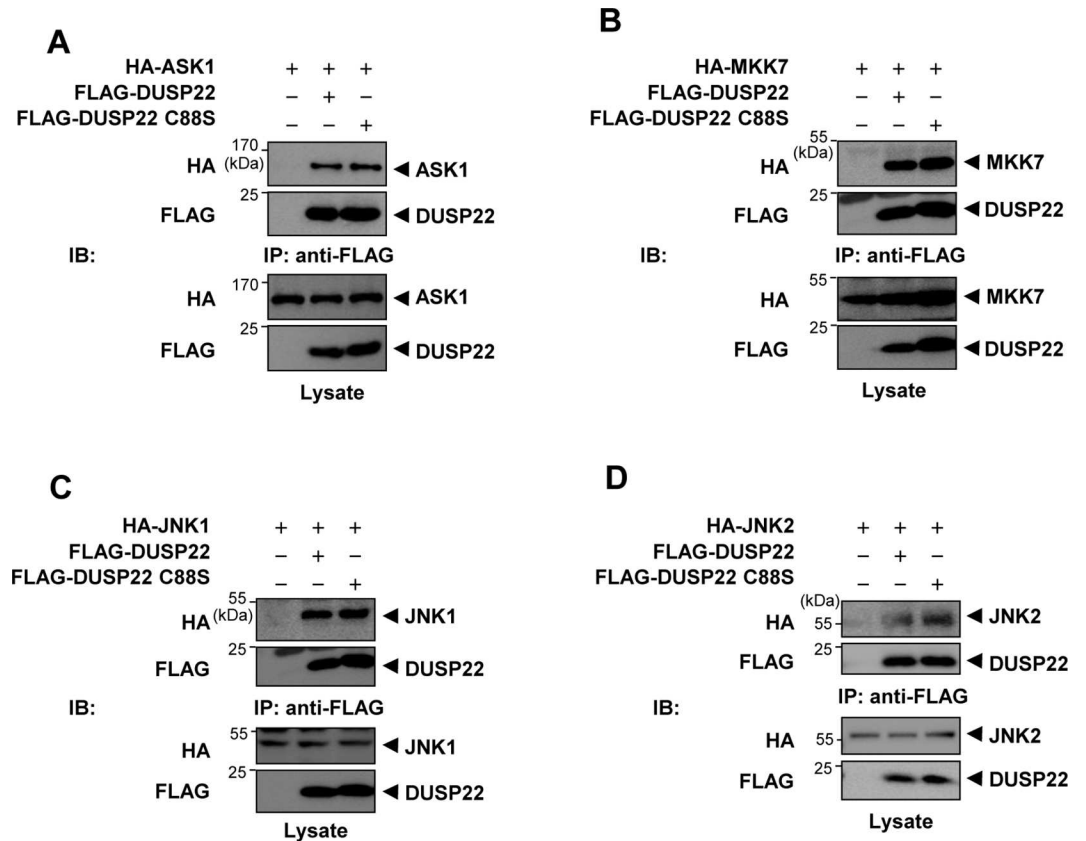 A
HA-ASK1 + + +
FLAG-DUSP22 – + –
FLAG-DUSP22 C88S – – +
170
(kDa)
HA ◄ ASK1
25
FLAG ◄ DUSP22
IB: IP: anti-FLAG
170
HA ◄ ASK1
25
FLAG ◄ DUSP22
Lysate
B
HA-MKK7 + + +
FLAG-DUSP22 – + –
FLAG-DUSP22 C88S – – +
55
(kDa)
HA ◄ MKK7
25
FLAG ◄ DUSP22
IB: IP: anti-FLAG
55
HA ◄ MKK7
25
FLAG ◄ DUSP22
Lysate
C
HA-JNK1 + + +
FLAG-DUSP22 – + –
FLAG-DUSP22 C88S – – +
55
(kDa)
HA ◄ JNK1
25
FLAG ◄ DUSP22
IB: IP: anti-FLAG
55
HA ◄ JNK1
25
FLAG ◄ DUSP22
Lysate
D
HA-JNK2 + + +
FLAG-DUSP22 – + –
FLAG-DUSP22 C88S – – +
(kDa)
HA 55 ◄ JNK2
25
FLAG ◄ DUSP22
IB: IP: anti-FLAG
HA 55 ◄ JNK2
25
FLAG ◄ DUSP22
Lysate